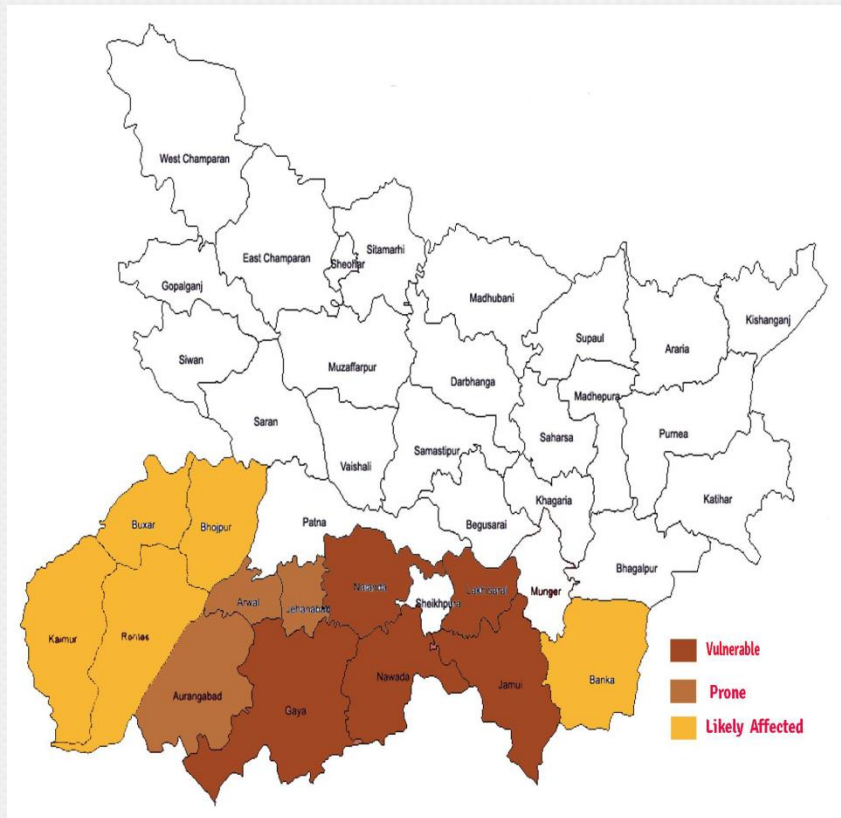 West Champaran
East Champaran
Sheohar
Sitamarhi
Gopalganj
Madhubani
Kishanganj
Supaul
Araria
Siwan
Muzaffarpur
Darbhanga
Madhepura
Saran
Saharsa
Purnea
Vaishali
Samastipur
Khagaria
Katihar
Buxar
Bhojpur
Patna
Begusarai
Bhagalpur
Arwal
Jehanabad
Nalanda
Sheikhpura
Lakhisarai
Munger
Kaimur
Aurangabad
Gaya
Nawada
Jamui
Banka
Vulnerable
Prone
Likely Affected